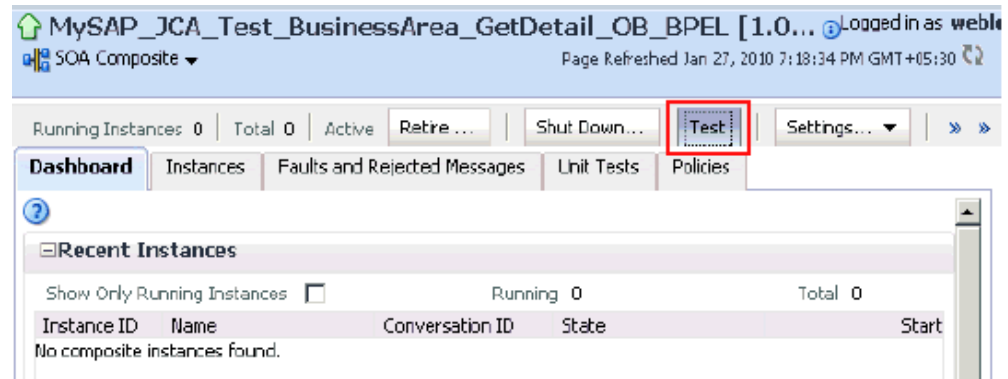 MySAP_JCA_Test_BusinessArea_GetDetail_OB_BPEL [1.0... Logged in as weblo
SOA Composite Page Refreshed Jan 27, 2010 7:18:34 PM GMT+05:30
Running Instances 0 Total 0 Active Retire ... Shut Down... Test Settings...
Dashboard Instances Faults and Rejected Messages Unit Tests Policies
Recent Instances
Show Only Running Instances Running 0 Total 0
Instance ID Name Conversation ID State Start
No composite instances found.